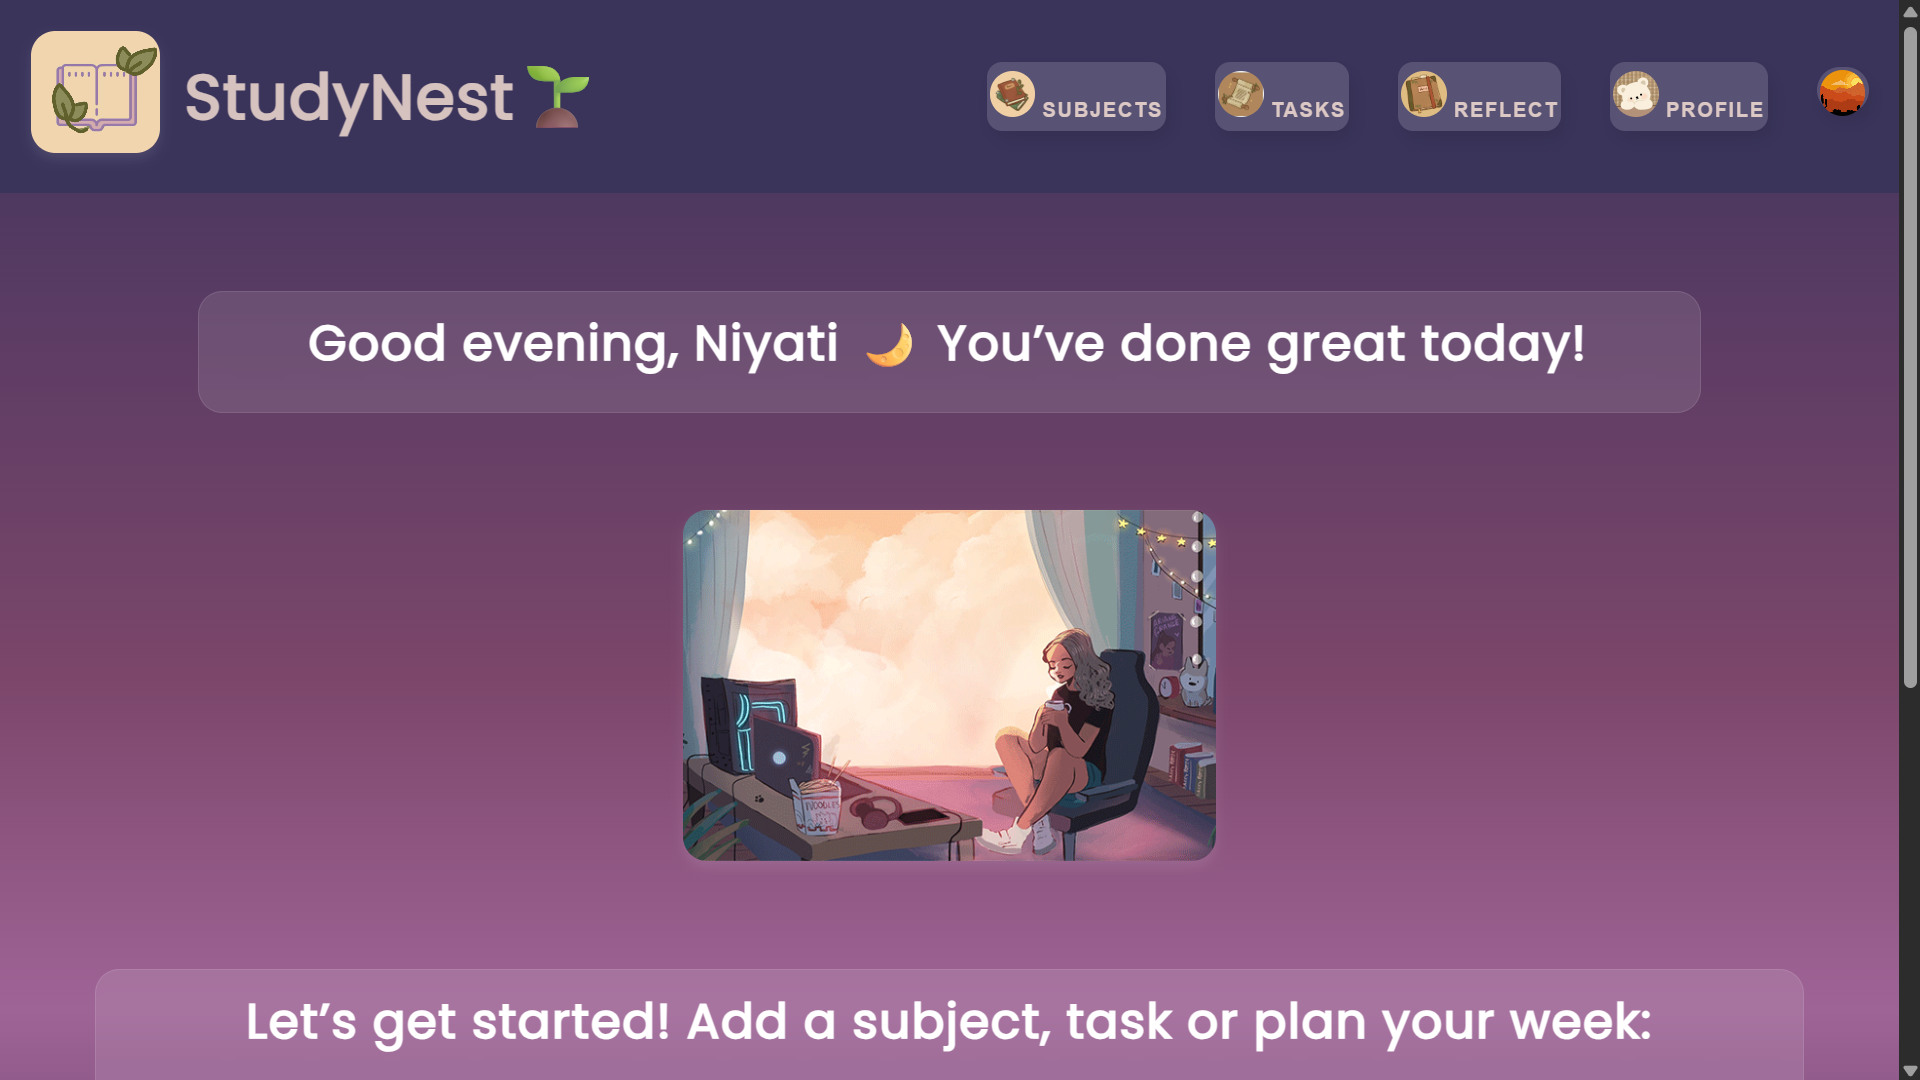 StudyNest🌱
SUBJECTS
TASKS
REFLECT
PROFILE
Good evening, Niyati 🌙 You’ve done great today!
NOODLES
Let’s get started! Add a subject, task or plan your week: